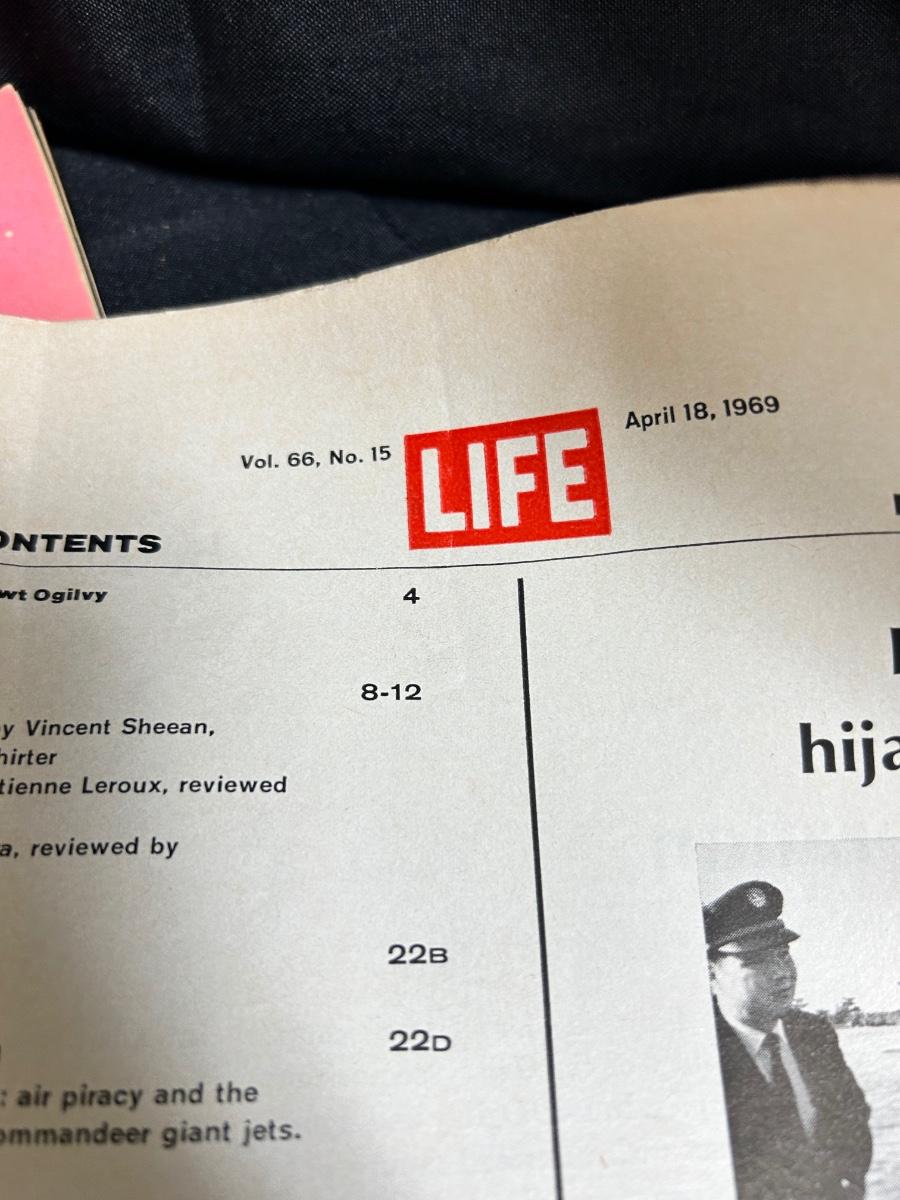 Vol. 66, No. 15
LIFE
April 18, 1969
ONTENTS
wt Ogilvy 4
8-12
y Vincent Sheean,
hirter
tienne Leroux, reviewed
a, reviewed by
22B
22D
: air piracy and the
ommandeer giant jets.
hija